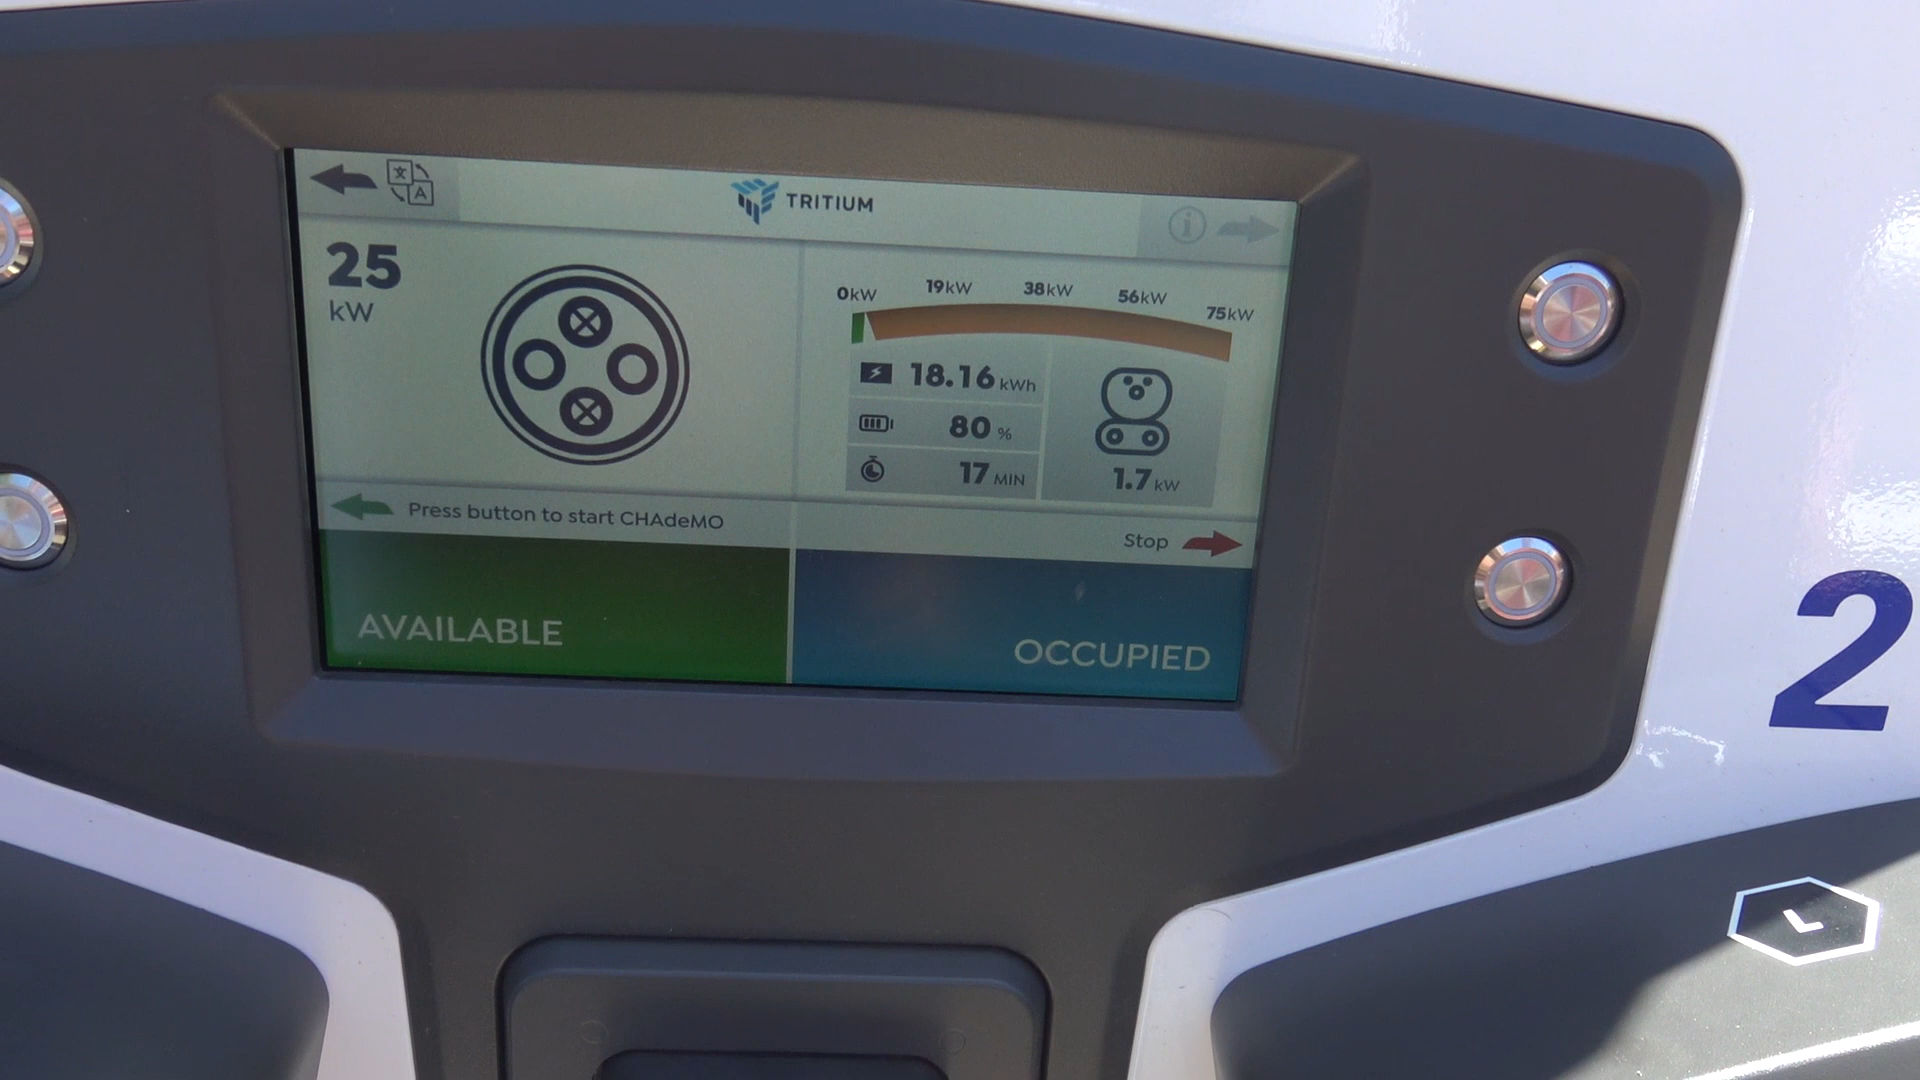 文
A
TRITIUM
i
25
kW
0kW 19kW 38kW 56kW 75kW
18.16 kWh
80 %
17 MIN
1.7 kW
Press button to start CHAdeMO
Stop
AVAILABLE
OCCUPIED
2